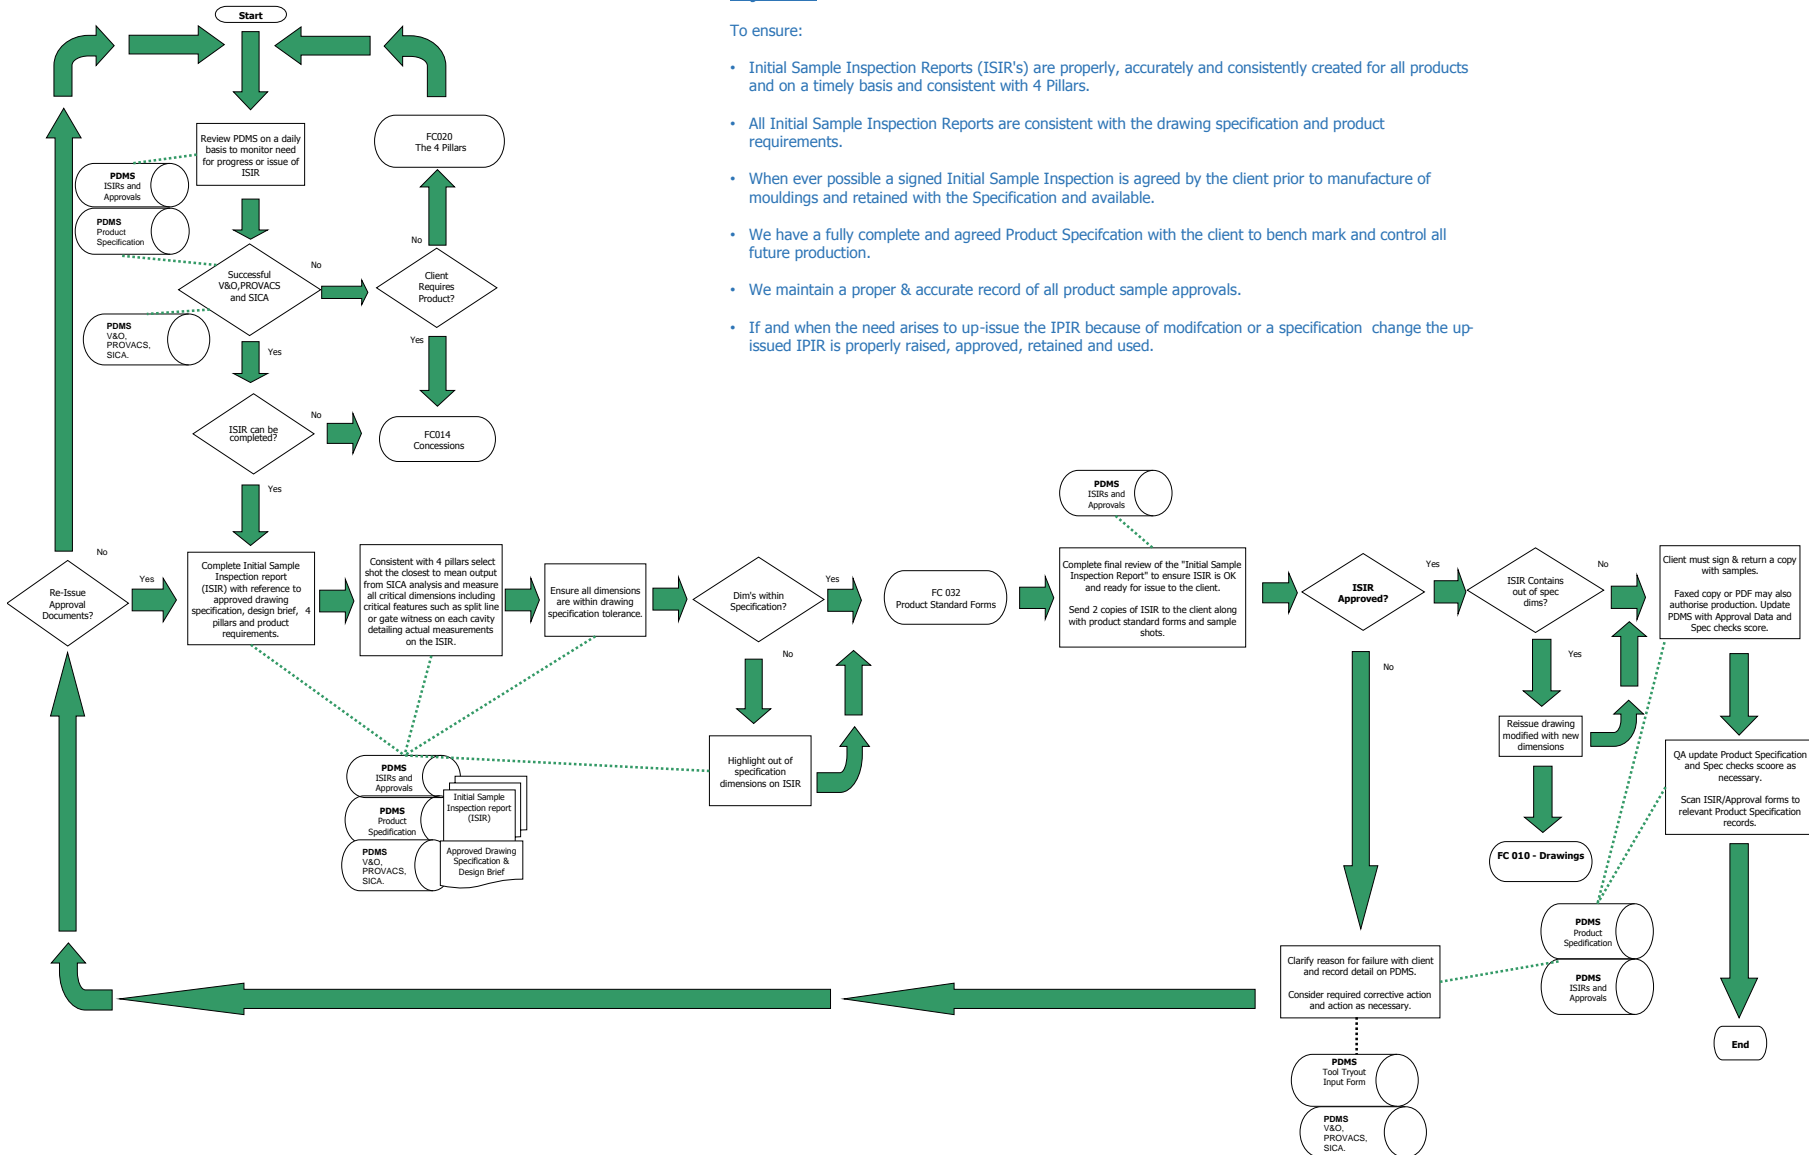 Start
To ensure:
• Initial Sample Inspection Reports (ISIR's) are properly, accurately and consistently created for all products
and on a timely basis and consistent with 4 Pillars.
• All Initial Sample Inspection Reports are consistent with the drawing specification and product
requirements.
• When ever possible a signed Initial Sample Inspection is agreed by the client prior to manufacture of
mouldings and retained with the Specification and available.
• We have a fully complete and agreed Product Specifcation with the client to bench mark and control all
future production.
• We maintain a proper & accurate record of all product sample approvals.
• If and when the need arises to up-issue the IPIR because of modifcation or a specification change the up-
issued IPIR is properly raised, approved, retained and used.
Review PDMS on a daily
basis to monitor need
for progress or issue of
ISIR
PDMS
ISIRs and
Approvals
PDMS
Product
Specification
FC020
The 4 Pillars
No
Successful
V&O,PROVACS
and SICA
No
Client
Requires
Product?
PDMS
V&O,
PROVACS,
SICA.
Yes
Yes
ISIR can be
completed?
No
FC014
Concessions
Yes
No
Re-Issue
Approval
Documents?
Yes
Complete Initial Sample
Inspection report
(ISIR) with reference to
approved drawing
specification, design brief, 4
pillars and product
requirements.
Consistent with 4 pillars select
shot the closest to mean output
from SICA analysis and measure
all critical dimensions including
critical features such as split line
or gate witness on each cavity
detailing actual measurements
on the ISIR.
Ensure all dimensions
are within drawing
specification tolerance.
Dim's within
Specification?
Yes
No
Highlight out of
specification
dimensions on ISIR
FC 032
Product Standard Forms
PDMS
ISIRs and
Approvals
Complete final review of the "Initial Sample
Inspection Report" to ensure ISIR is OK
and ready for issue to the client.
Send 2 copies of ISIR to the client along
with product standard forms and sample
shots.
ISIR
Approved?
Yes
No
ISIR Contains
out of spec
dims?
No
Yes
Reissue drawing
modified with new
dimensions
FC 010 - Drawings
Client must sign & return a copy
with samples.
Faxed copy or PDF may also
authorise production. Update
PDMS with Approval Data and
Spec checks score.
QA update Product Specification
and Spec checks scoore as
necessary.
Scan ISIR/Approval forms to
relevant Product Specification
records.
End
PDMS
ISIRs and
Approvals
PDMS
Product
Spedification
PDMS
V&O,
PROVACS,
SICA.
Initial Sample
Inspection report
(ISIR)
Approved Drawing
Specification &
Design Brief
PDMS
Product
Spedification
PDMS
ISIRs and
Approvals
Clarify reason for failure with client
and record detail on PDMS.
Consider required corrective action
and action as necessary.
PDMS
Tool Tryout
Input Form
PDMS
V&O,
PROVACS,
SICA.